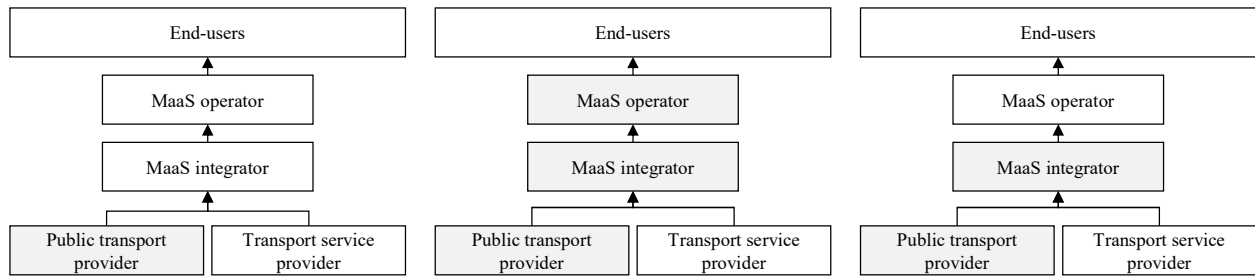 End-users
MaaS operator
MaaS integrator
Public transport
provider
Transport service
provider
End-users
MaaS operator
MaaS integrator
Public transport
provider
Transport service
provider
End-users
MaaS operator
MaaS integrator
Public transport
provider
Transport service
provider